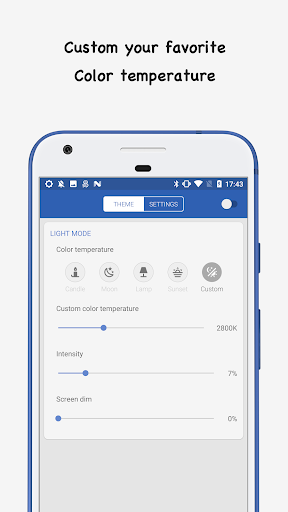 Custom your favorite
Color temperature
17:43
THEME SETTINGS
LIGHT MODE
Color temperature
Candle Neon Lamp Sunset Custom
Custom color temperature
2800K
Intensity
7%
Screen dim
0%